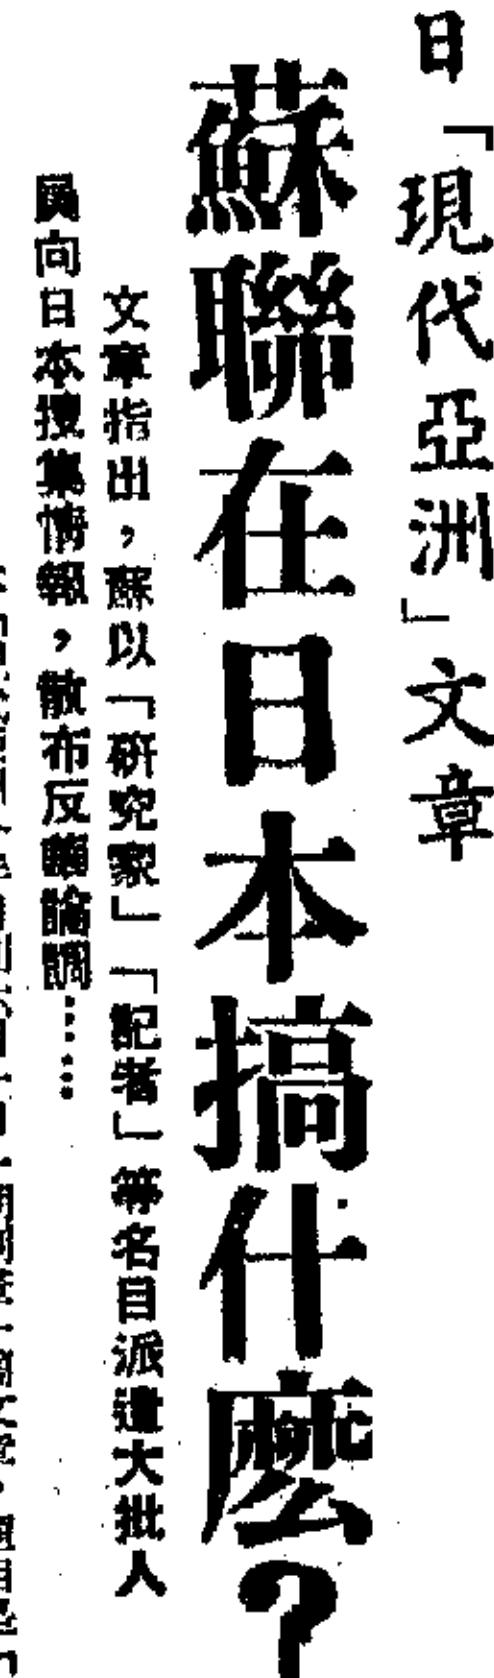 日「現代亞洲」文章
蘇聯在日本搞什麽？
文章指出，蘇以「研究家」「記者」等名目派遣大批人
員向日本搜集情報，散布反華論調……